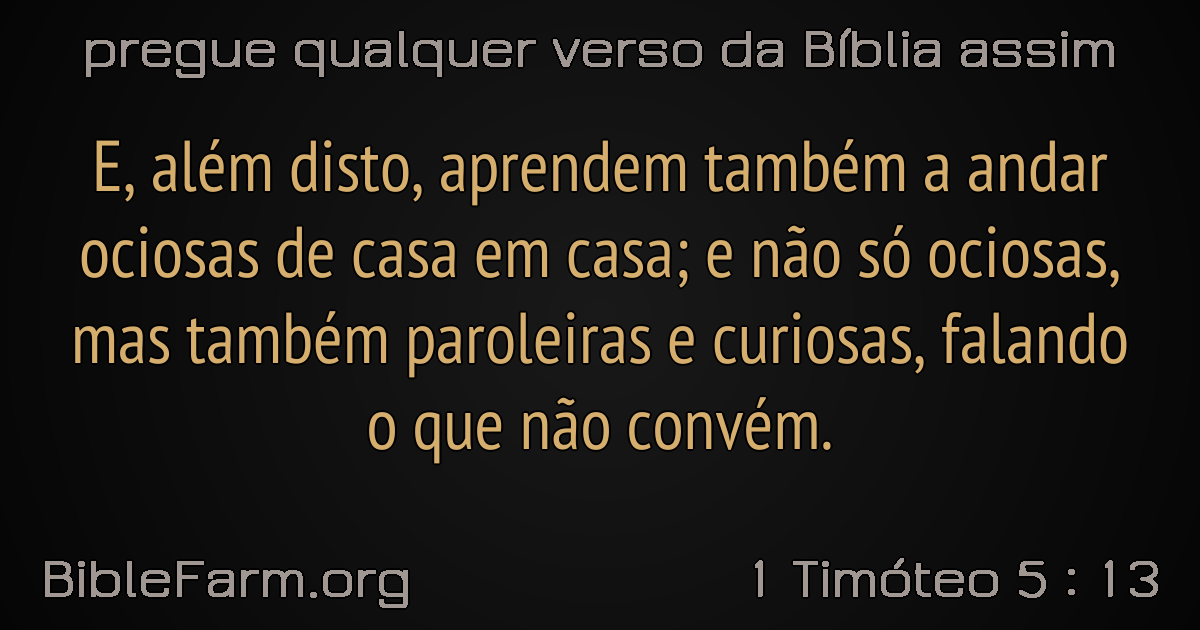 pregue qualquer verso da Bíblia assim
E, além disto, aprendem também a andar
ociosas de casa em casa; e não só ociosas,
mas também paroleiras e curiosas, falando
o que não convém.
BibleFarm.org
1 Timóteo 5 : 13